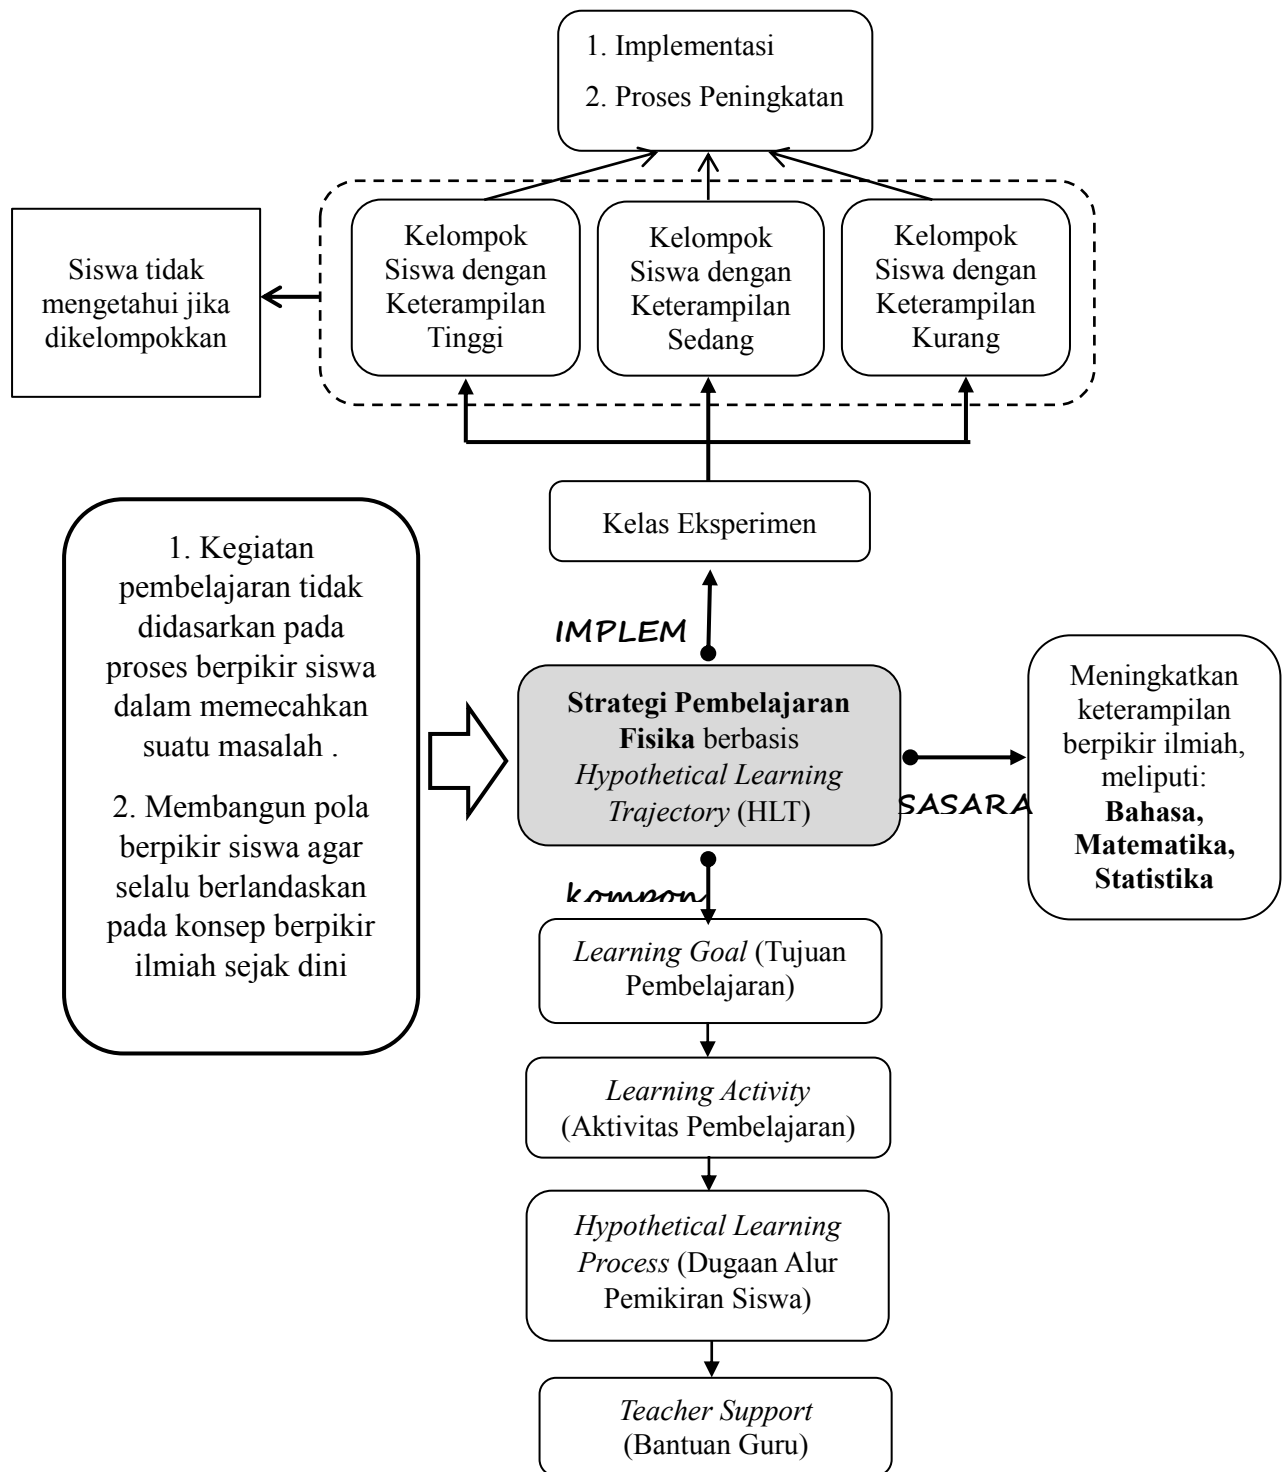 1. Implementasi
2. Proses Peningkatan
Siswa tidak
mengetahui jika
dikelompokkan
Kelompok
Siswa dengan
Keterampilan
Tinggi
Kelompok
Siswa dengan
Keterampilan
Sedang
Kelompok
Siswa dengan
Keterampilan
Kurang
Kelas Eksperimen
1. Kegiatan
pembelajaran tidak
didasarkan pada
proses berpikir siswa
dalam memecahkan
suatu masalah .
2. Membangun pola
berpikir siswa agar
selalu berlandaskan
pada konsep berpikir
ilmiah sejak dini
IMPLEM
Strategi Pembelajaran
Fisika berbasis
Hypothetical Learning
Trajectory (HLT)
SASARA
Meningkatkan
keterampilan
berpikir ilmiah,
meliputi:
Bahasa,
Matematika,
Statistika
kompon
Learning Goal (Tujuan
Pembelajaran)
Learning Activity
(Aktivitas Pembelajaran)
Hypothetical Learning
Process (Dugaan Alur
Pemikiran Siswa)
Teacher Support
(Bantuan Guru)